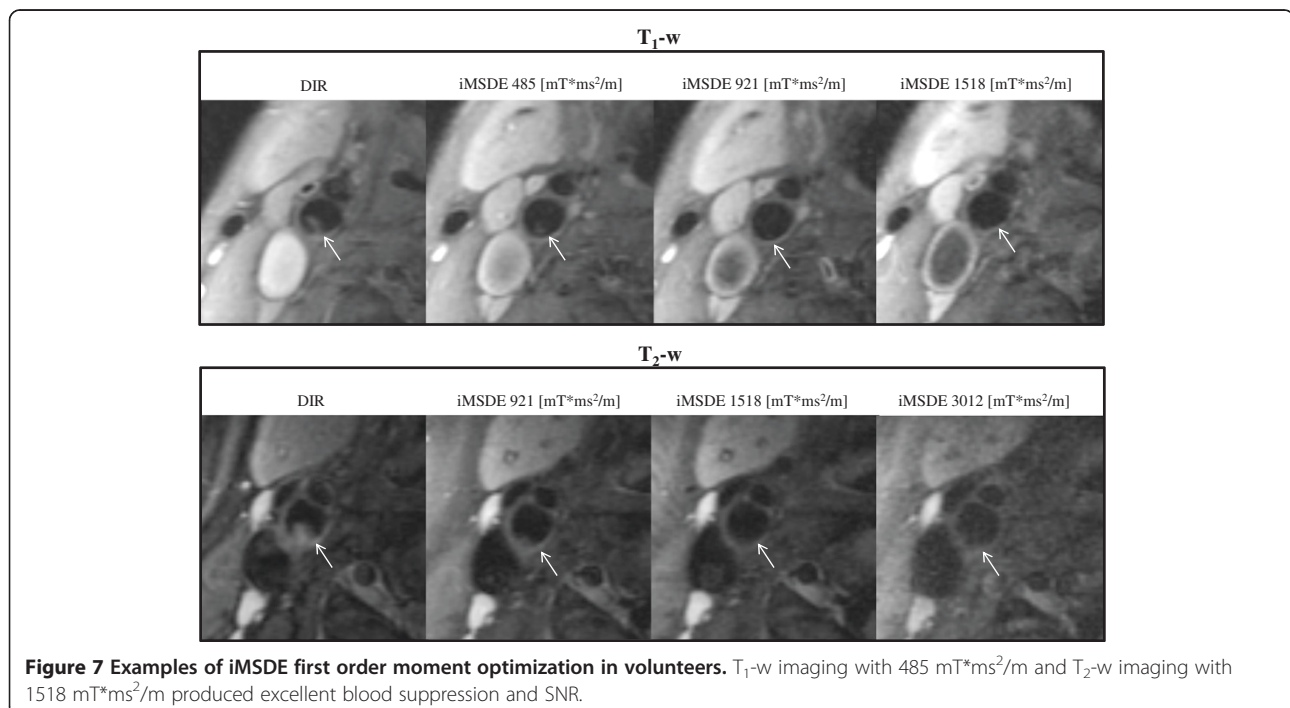 T₁-w
DIR iMSDE 485 [mT*ms²/m] iMSDE 921 [mT*ms²/m] iMSDE 1518 [mT*ms²/m]
T₂-w
DIR iMSDE 921 [mT*ms²/m] iMSDE 1518 [mT*ms²/m] iMSDE 3012 [mT*ms²/m]
Figure 7 Examples of iMSDE first order moment optimization in volunteers. T₁-w imaging with 485 mT*ms²/m and T₂-w imaging with
1518 mT*ms²/m produced excellent blood suppression and SNR.